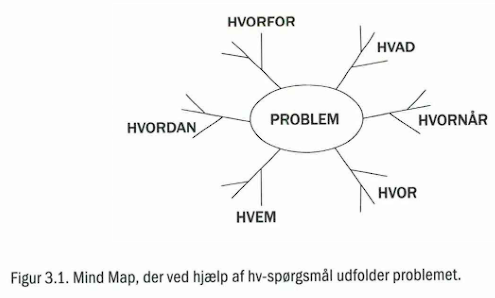 HVORFOR
HVAD
HVORDAN
PROBLEM
HVORNÅR
HVEM
HVOR
Figur 3.1. Mind Map, der ved hjælp af hv-spørgsmål udfolder problemet.